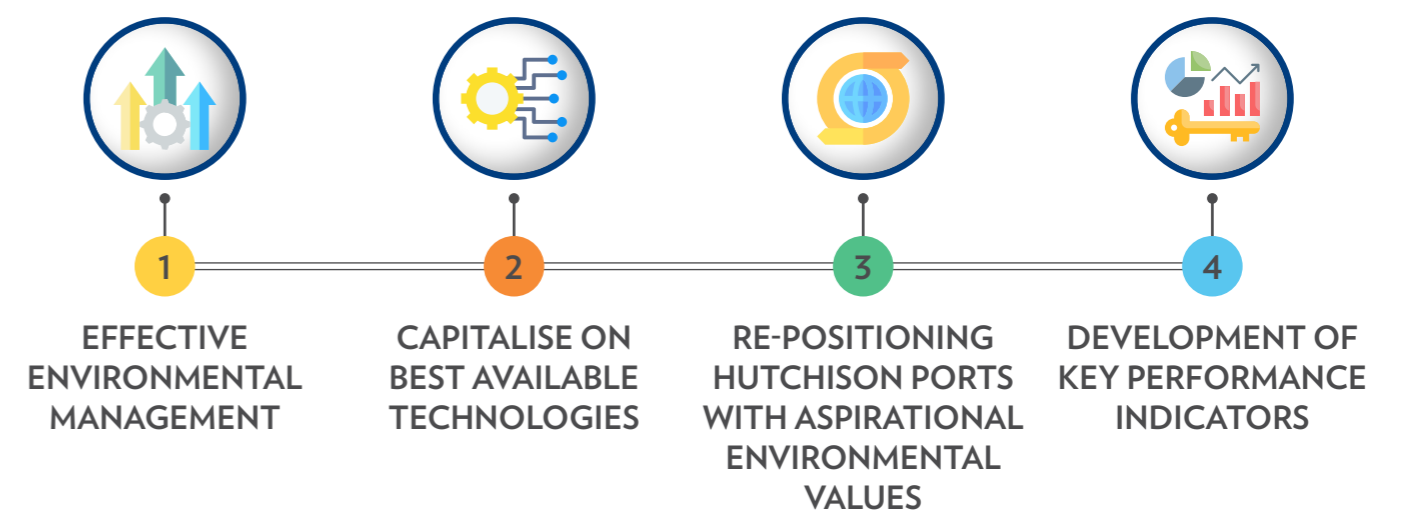 1
EFFECTIVE
ENVIRONMENTAL
MANAGEMENT
2
CAPITALISE ON
BEST AVAILABLE
TECHNOLOGIES
3
RE-POSITIONING
HUTCHISON PORTS
WITH ASPIRATIONAL
ENVIRONMENTAL
VALUES
4
DEVELOPMENT OF
KEY PERFORMANCE
INDICATORS